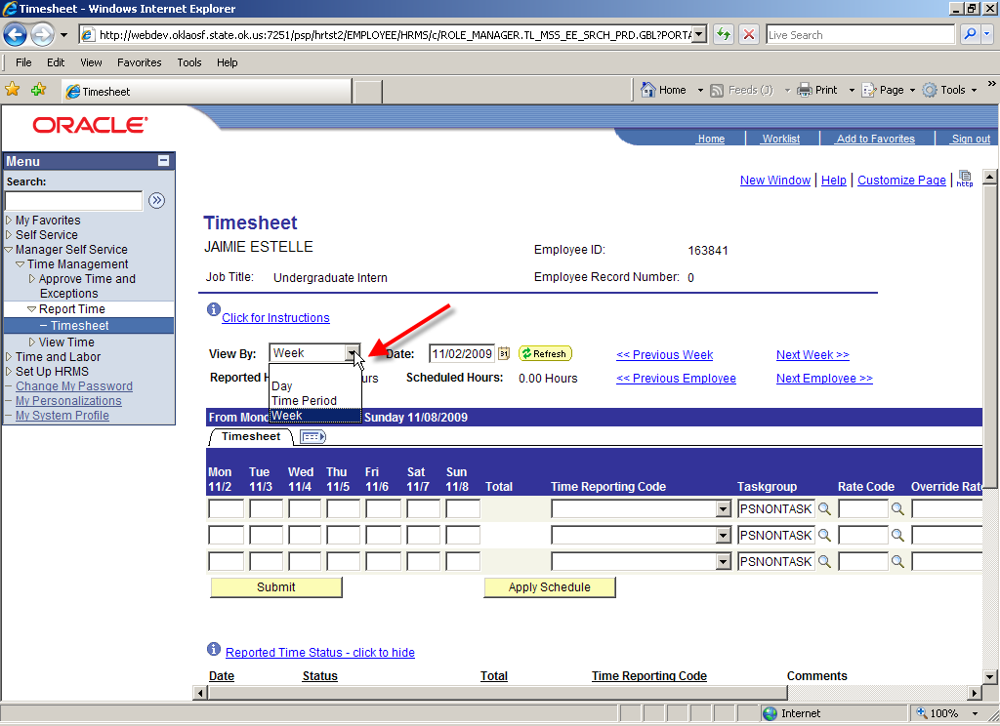 Timesheet - Windows Internet Explorer
http://webdev.oklaosf.state.ok.us:7251/psp/hrtst2/EMPLOYEE/HRMS/c/ROLE_MANAGER.TL_MSS_EE_SRCH_PRD.GBL?PORTA
Live Search
File Edit View Favorites Tools Help
Timesheet
Home Feeds (J) Print Page Tools »
ORACLE
Home Worklist Add to Favorites Sign out
Menu
Search:
My Favorites
Self Service
Manager Self Service
Time Management
Approve Time and
Exceptions
Report Time
– Timesheet
View Time
Time and Labor
Set Up HRMS
– Change My Password
– My Personalizations
– My System Profile
New Window | Help | Customize Page | http
Timesheet
JAIMIE ESTELLE
Employee ID: 163841
Job Title: Undergraduate Intern
Employee Record Number: 0
Click for Instructions
View By: Week Date: 11/02/2009 31 Refresh << Previous Week Next Week >>
Reported H urs Scheduled Hours: 0.00 Hours << Previous Employee Next Employee >>
Day
Time Period
Week
From Mond Sunday 11/08/2009
Timesheet
Mon Tue Wed Thu Fri Sat Sun
11/2 11/3 11/4 11/5 11/6 11/7 11/8 Total Time Reporting Code Taskgroup Rate Code Override Rate
PSNONTASK
PSNONTASK
PSNONTASK
Submit Apply Schedule
Reported Time Status - click to hide
Date Status Total Time Reporting Code Comments
Internet 100%